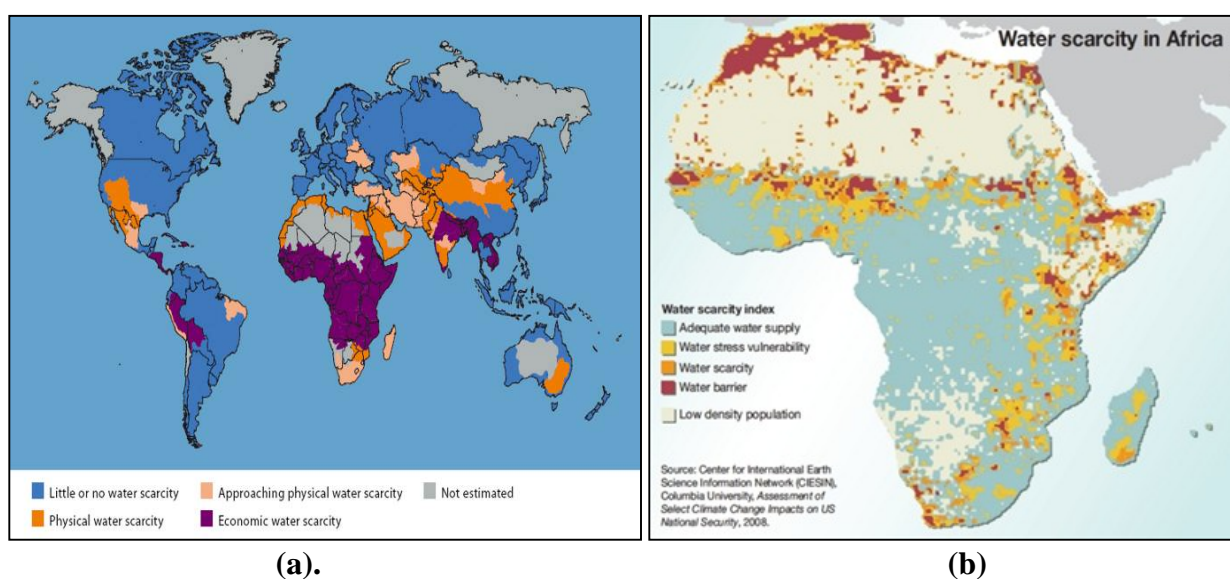 Little or no water scarcity
Approaching physical water scarcity
Not estimated
Physical water scarcity
Economic water scarcity
(a).
Water scarcity in Africa
Water scarcity index
Adequate water supply
Water stress vulnerability
Water scarcity
Water barrier
Low density population
Source: Center for International Earth
Science Information Network (CIESIN),
Columbia University, Assessment of
Select Climate Change Impacts on US
National Security, 2008.
(b)